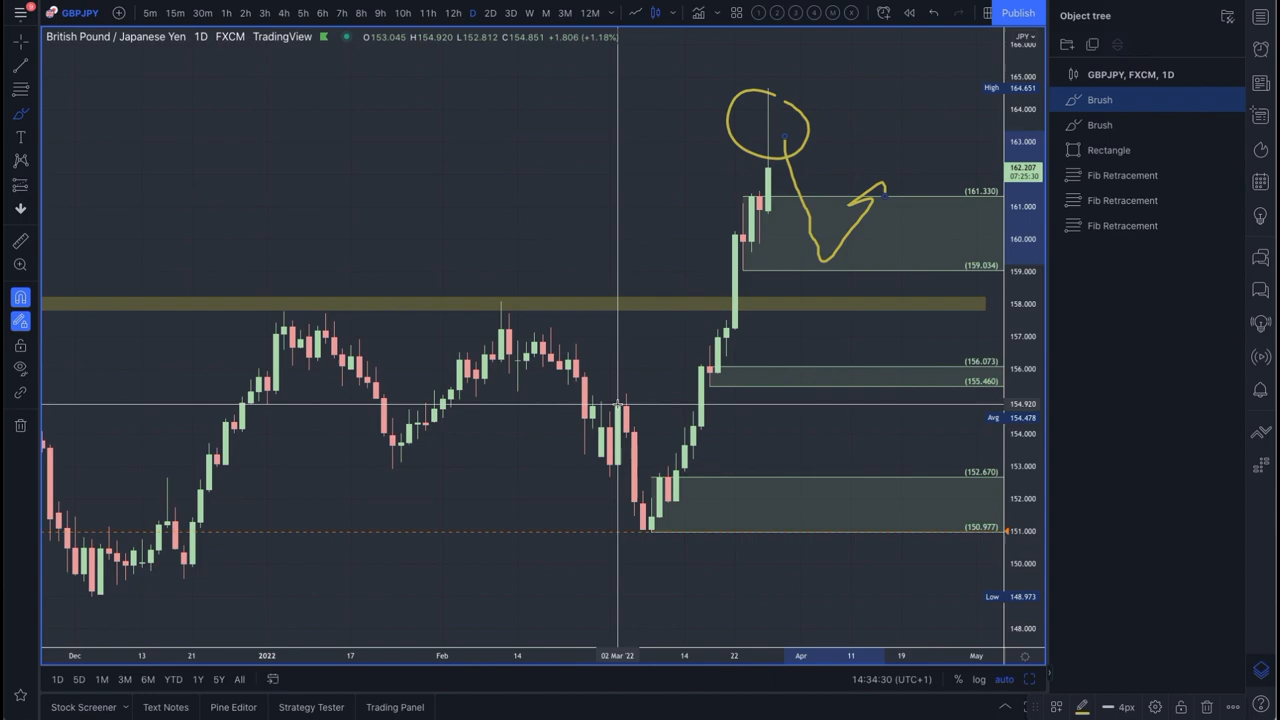 9
GBPJPY 5m 15m 30m 1h 2h 3h 4h 5h 6h 7h 8h 9h 10h 11h 12h D 2D 3D W M 3M 12M 1 2 3 4 M Publish
British Pound / Japanese Yen 1D FXCM TradingView O153.045 H154.920 L152.812 C154.851 +1.806 (+1.18%)
JPY
Object tree
166.000
GBPJPY, FXCM, 1D
165.000
High 164.651
Brush
164.000
Brush
163.000
Rectangle
162.207
07:25:30
Fib Retracement
(161.330)
Fib Retracement
161.000
Fib Retracement
160.000
(159.034)
159.000
158.000
157.000
(156.073)
156.000
(155.460)
154.920
Avg 154.478
154.000
153.000
(152.670)
152.000
(150.977)
151.000
150.000
Low 148.973
148.000
Dec 13 21 2022 17 Feb 14 02 Mar '22 14 22 Apr 11 19 May
1D 5D 1M 3M 6M YTD 1Y 5Y All 14:34:30 (UTC+1) % log auto
Stock Screener Text Notes Pine Editor Strategy Tester Trading Panel 4px